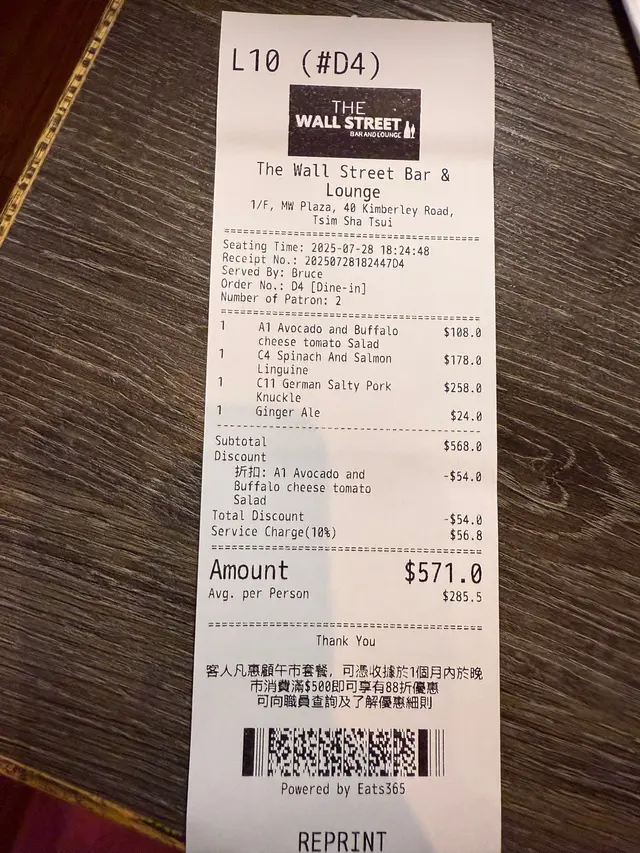 L10 (#D4)
THE
WALL STREET
BAR AND LOUNGE
The Wall Street Bar &
Lounge
1/F, MW Plaza, 40 Kimberley Road,
Tsim Sha Tsui
Seating Time: 2025-07-28 18:24:48
Receipt No.: 20250728182447D4
Served By: Bruce
Order No.: D4 [Dine-in]
Number of Patron: 2
1 A1 Avocado and Buffalo $108.0
cheese tomato Salad
1 C4 Spinach And Salmon $178.0
Linguine
1 C11 German Salty Pork $258.0
Knuckle
1 Ginger Ale $24.0
Subtotal $568.0
Discount
折扣: A1 Avocado and -$54.0
Buffalo cheese tomato
Salad
Total Discount -$54.0
Service Charge(10%) $56.8
Amount $571.0
Avg. per Person $285.5
Thank You
客人凡惠顧午市套餐, 可憑收據於1個月內於晚
市消費滿$500即可享有88折優惠
可向職員查詢及了解優惠細則
Powered by Eats365
REPRINT